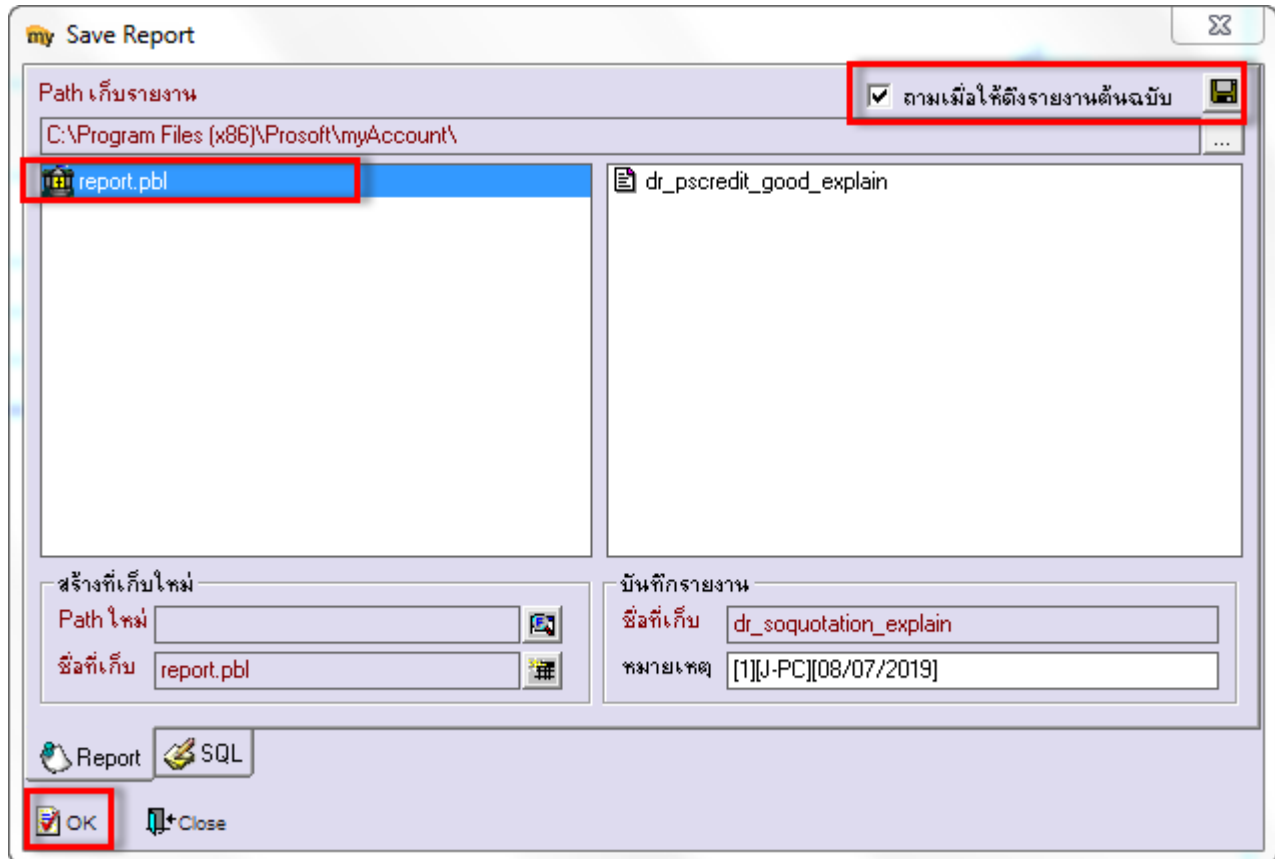 my Save Report
Path เก็บรายงาน
ถามเมื่อให้ดึงรายงานต้นฉบับ
C:\Program Files (x86)\Prosoft\myAccount\
...
report.pbl
dr_pscredit_good_explain
สร้างที่เก็บใหม่
Path ใหม่
ชื่อที่เก็บ report.pbl
บันทึกรายงาน
ชื่อที่เก็บ dr_soquotation_explain
หมายเหตุ [1][J-PC][08/07/2019]
Report SQL
OK Close